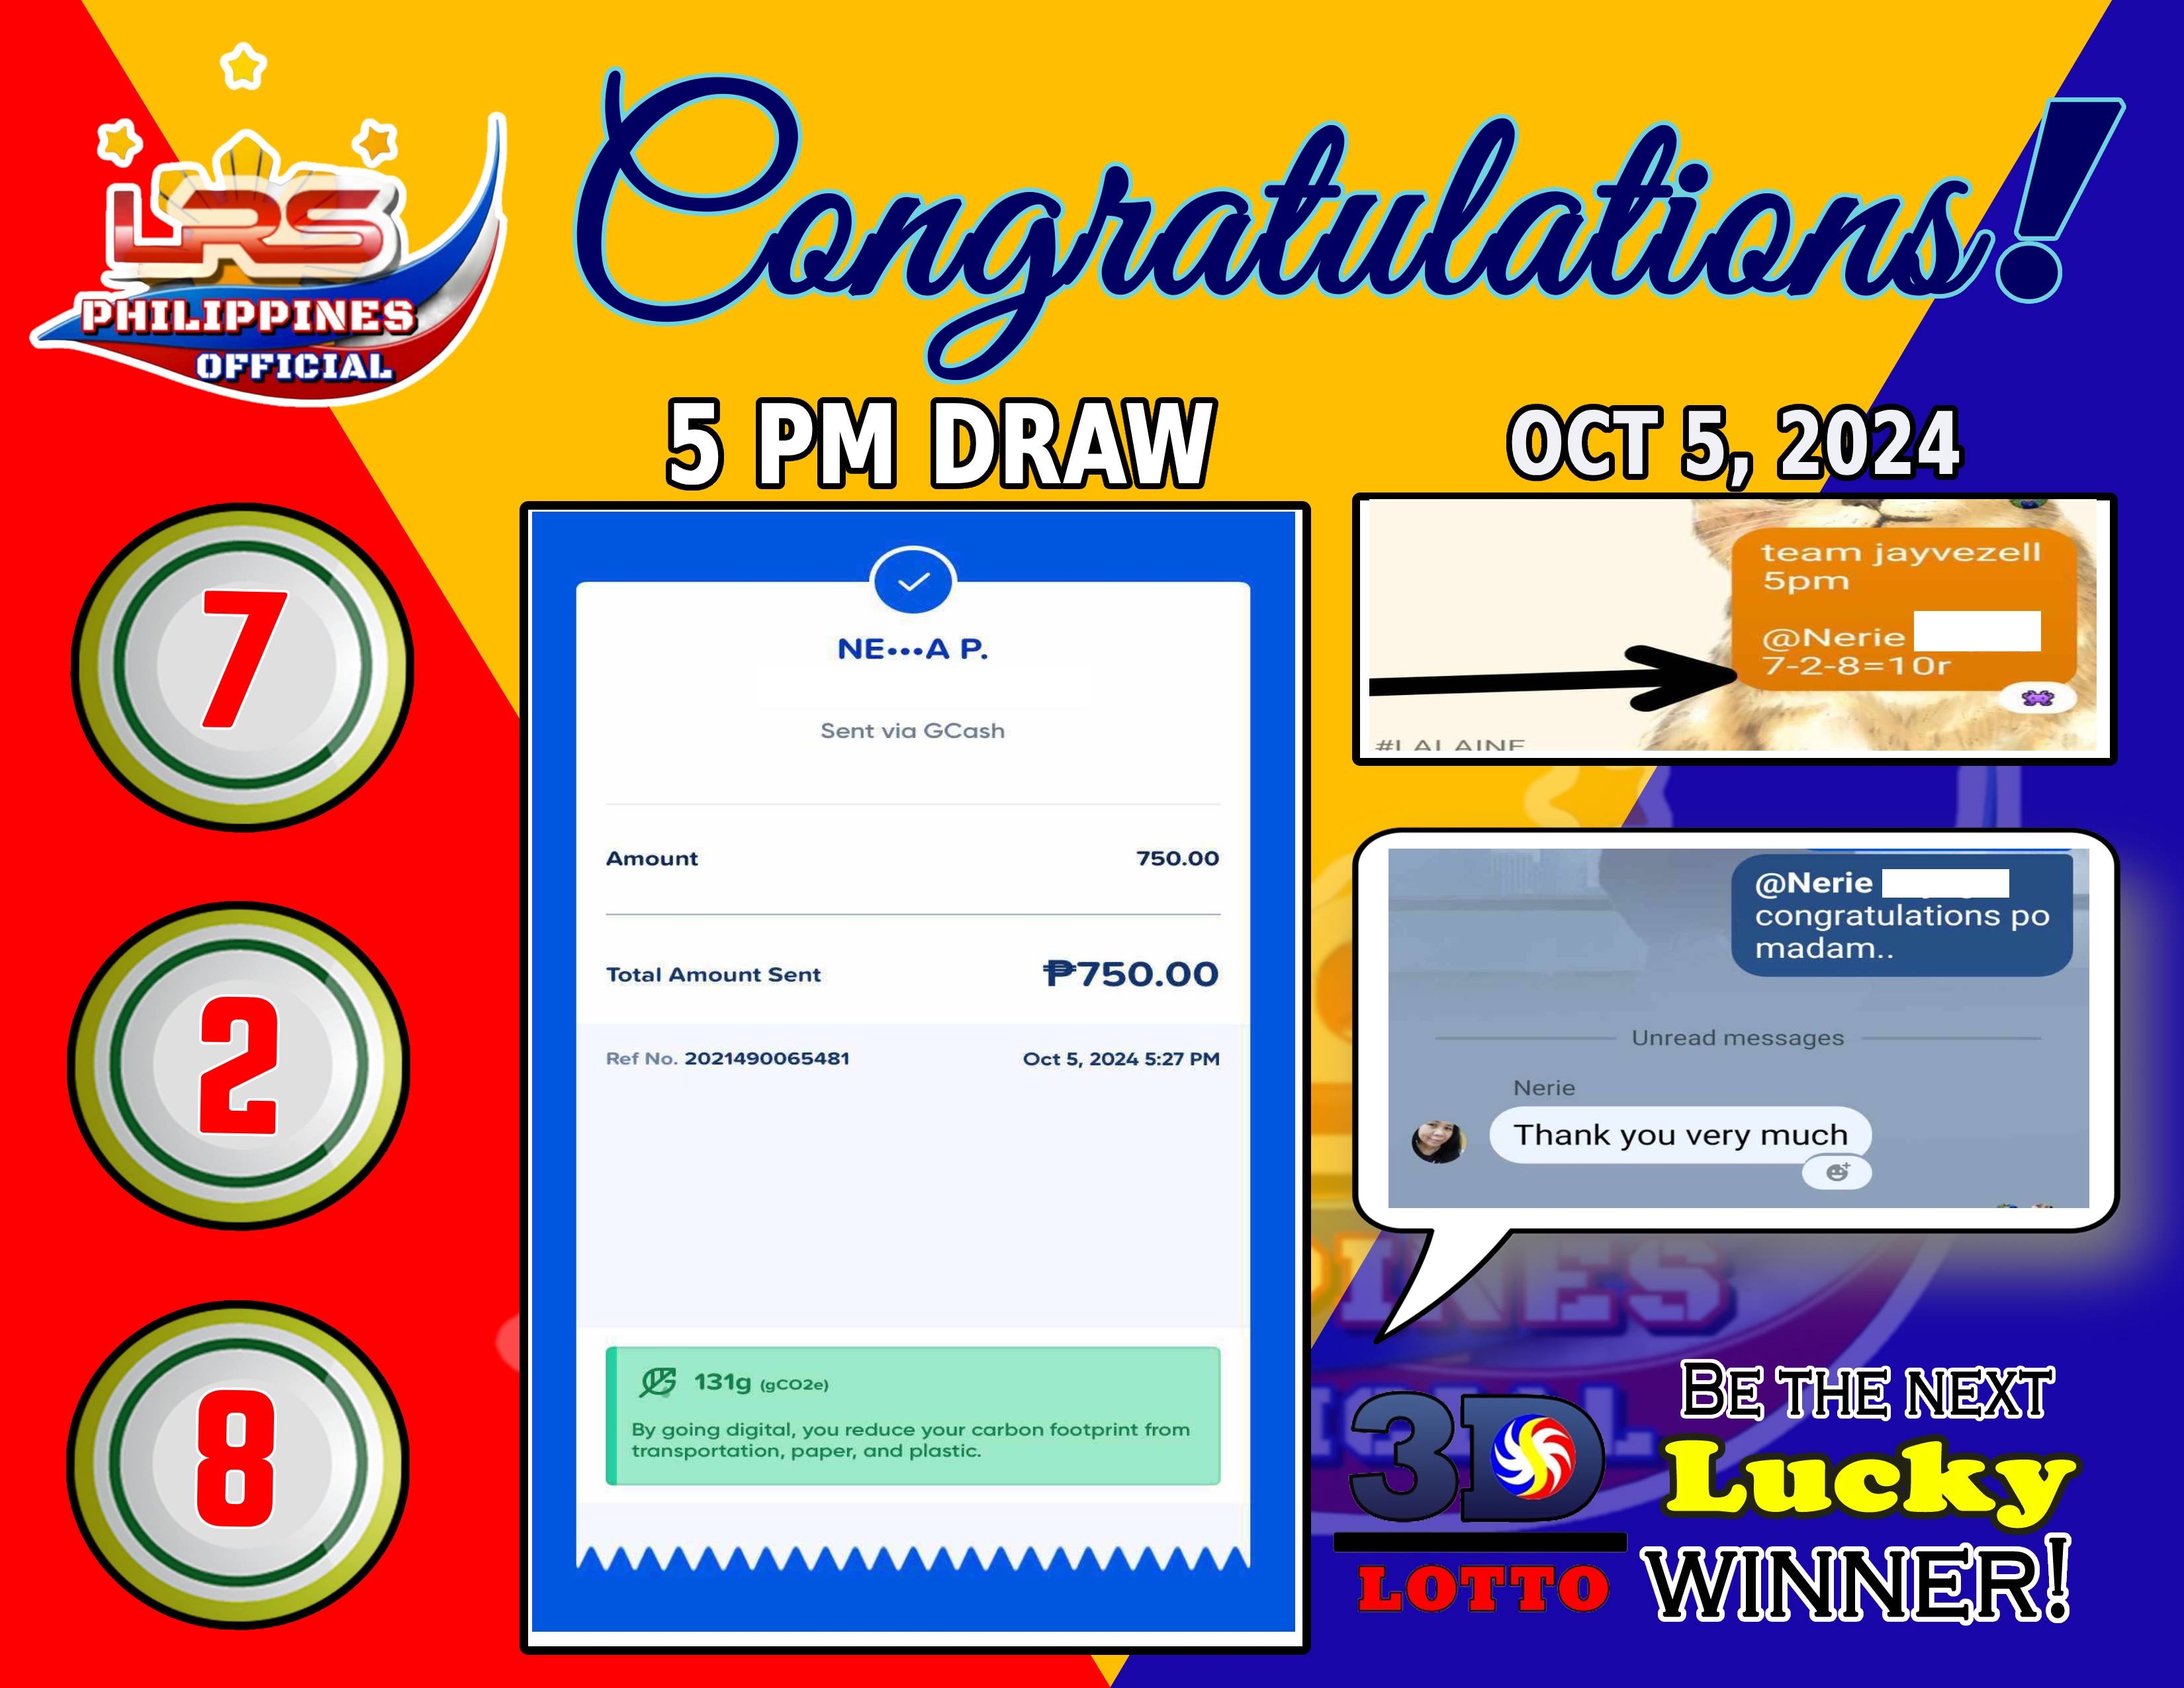 LRS
PHILIPPINES
OFFICIAL
Congratulations!
5 PM DRAW
OCT 5, 2024
7
2
8
NE•••A P.
Sent via GCash
Amount 750.00
Total Amount Sent ₱750.00
Ref No. 2021490065481 Oct 5, 2024 5:27 PM
131g (gCO2e)
By going digital, you reduce your carbon footprint from
transportation, paper, and plastic.
team jayvezell
5pm
@Nerie
7-2-8=10r
#LALAINE
@Nerie
congratulations po
madam..
Unread messages
Nerie
Thank you very much
3D
LOTTO
BE THE NEXT
Lucky
WINNER!